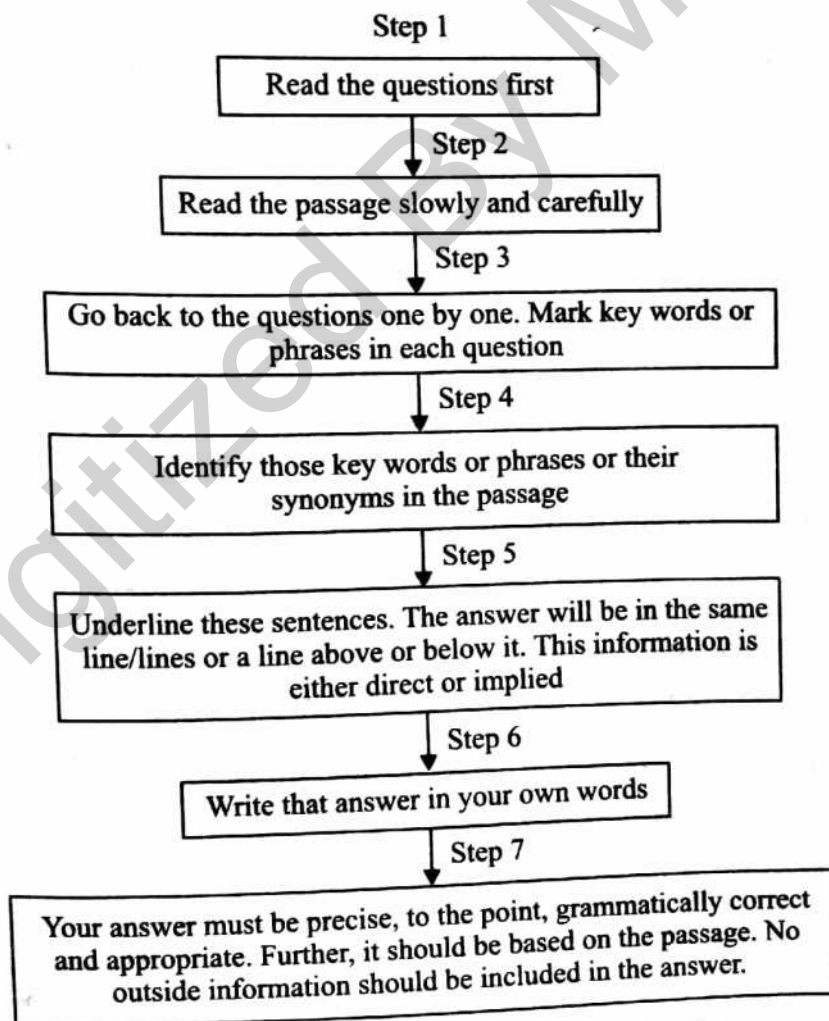 Step 1
Read the questions first
Step 2
Read the passage slowly and carefully
Step 3
Go back to the questions one by one. Mark key words or
phrases in each question
Step 4
Identify those key words or phrases or their
synonyms in the passage
Step 5
Underline these sentences. The answer will be in the same
line/lines or a line above or below it. This information is
either direct or implied
Step 6
Write that answer in your own words
Step 7
Your answer must be precise, to the point, grammatically correct
and appropriate. Further, it should be based on the passage. No
outside information should be included in the answer.